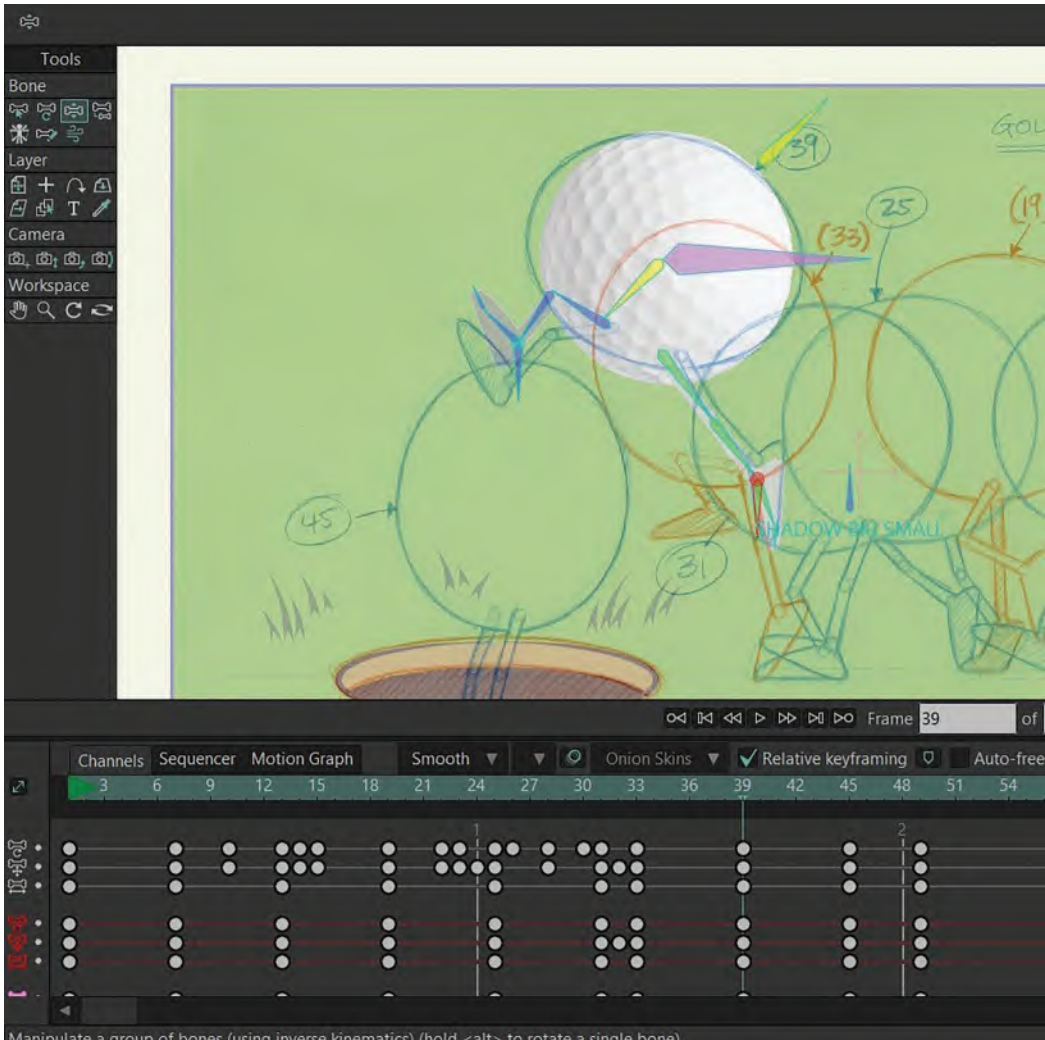 Tools
Bone
Layer
T
Camera
Workspace
GOL
39
25
(19
(33)
45
31
Frame 39 of
Channels Sequencer Motion Graph Smooth Onion Skins Relative keyframing Auto-free
3 6 9 12 15 18 21 24 27 30 33 36 39 42 45 48 51 54
1 2
Manipulate a group of bones (using inverse kinematics) (hold <alt> to rotate a single bone)